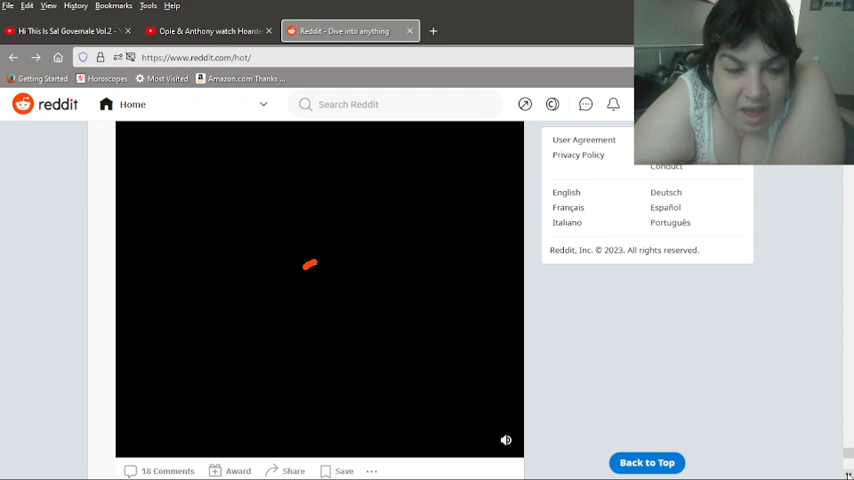 File Edit View History Bookmarks Tools Help
Hi This Is Sal Governale Vol.2 - Y
Opie & Anthony watch Hoarde
Reddit - Dive into anything
https://www.reddit.com/hot/
Getting Started Horoscopes Most Visited Amazon.com Thanks ...
reddit Home Search Reddit
User Agreement
Privacy Policy
Conduct
English Deutsch
Français Español
Italiano Português
Reddit, Inc. © 2023. All rights reserved.
18 Comments Award Share Save
Back to Top